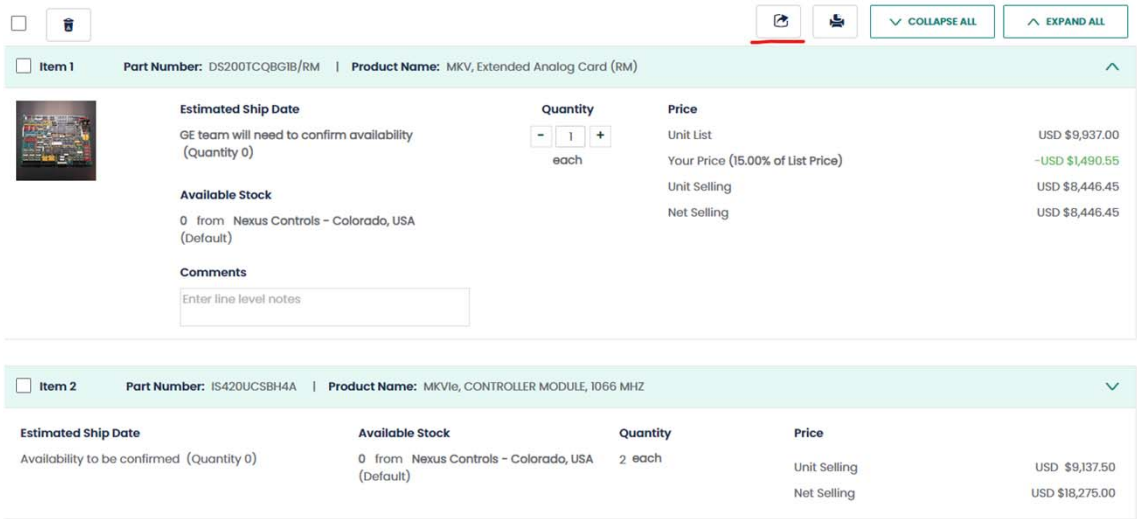 COLLAPSE ALL EXPAND ALL
Item 1 Part Number: DS200TCQBG1B/RM | Product Name: MKV, Extended Analog Card (RM)
Estimated Ship Date Quantity Price
GE team will need to confirm availability - 1 + Unit List USD $9,937.00
(Quantity 0) each Your Price (15.00% of List Price) -USD $1,490.55
Available Stock Unit Selling USD $8,446.45
0 from Nexus Controls - Colorado, USA Net Selling USD $8,446.45
(Default)
Comments
Enter line level notes
Item 2 Part Number: IS420UCSBH4A | Product Name: MKVIe, CONTROLLER MODULE, 1066 MHZ
Estimated Ship Date Available Stock Quantity Price
Availability to be confirmed (Quantity 0) 0 from Nexus Controls - Colorado, USA 2 each Unit Selling USD $9,137.50
(Default) Net Selling USD $18,275.00